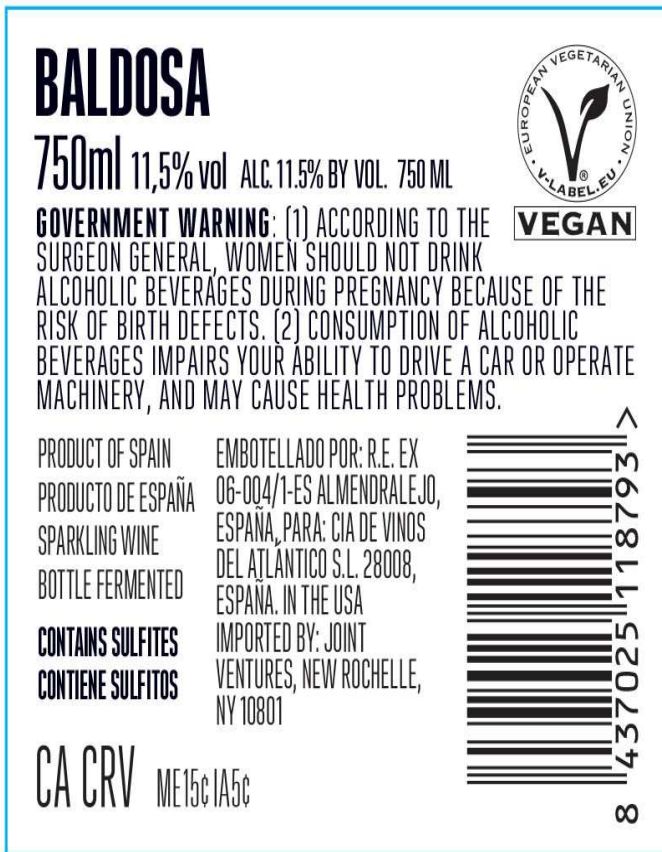 BALDOSA
750ml 11,5% vol ALC. 11.5% BY VOL. 750 ML
EUROPEAN VEGETARIAN UNION
V-LABEL.EU
®
VEGAN
GOVERNMENT WARNING: (1) ACCORDING TO THE
SURGEON GENERAL, WOMEN SHOULD NOT DRINK
ALCOHOLIC BEVERAGES DURING PREGNANCY BECAUSE OF THE
RISK OF BIRTH DEFECTS. (2) CONSUMPTION OF ALCOHOLIC
BEVERAGES IMPAIRS YOUR ABILITY TO DRIVE A CAR OR OPERATE
MACHINERY, AND MAY CAUSE HEALTH PROBLEMS.
PRODUCT OF SPAIN
PRODUCTO DE ESPAÑA
SPARKLING WINE
BOTTLE FERMENTED
CONTAINS SULFITES
CONTIENE SULFITOS
EMBOTELLADO POR: R.E. EX
06-004/1-ES ALMENDRALEJO,
ESPAÑA, PARA: CIA DE VINOS
DEL ATLÁNTICO S.L. 28008,
ESPAÑA. IN THE USA
IMPORTED BY: JOINT
VENTURES, NEW ROCHELLE,
NY 10801
8 437025 118793 >
CA CRV ME15¢ IA5¢